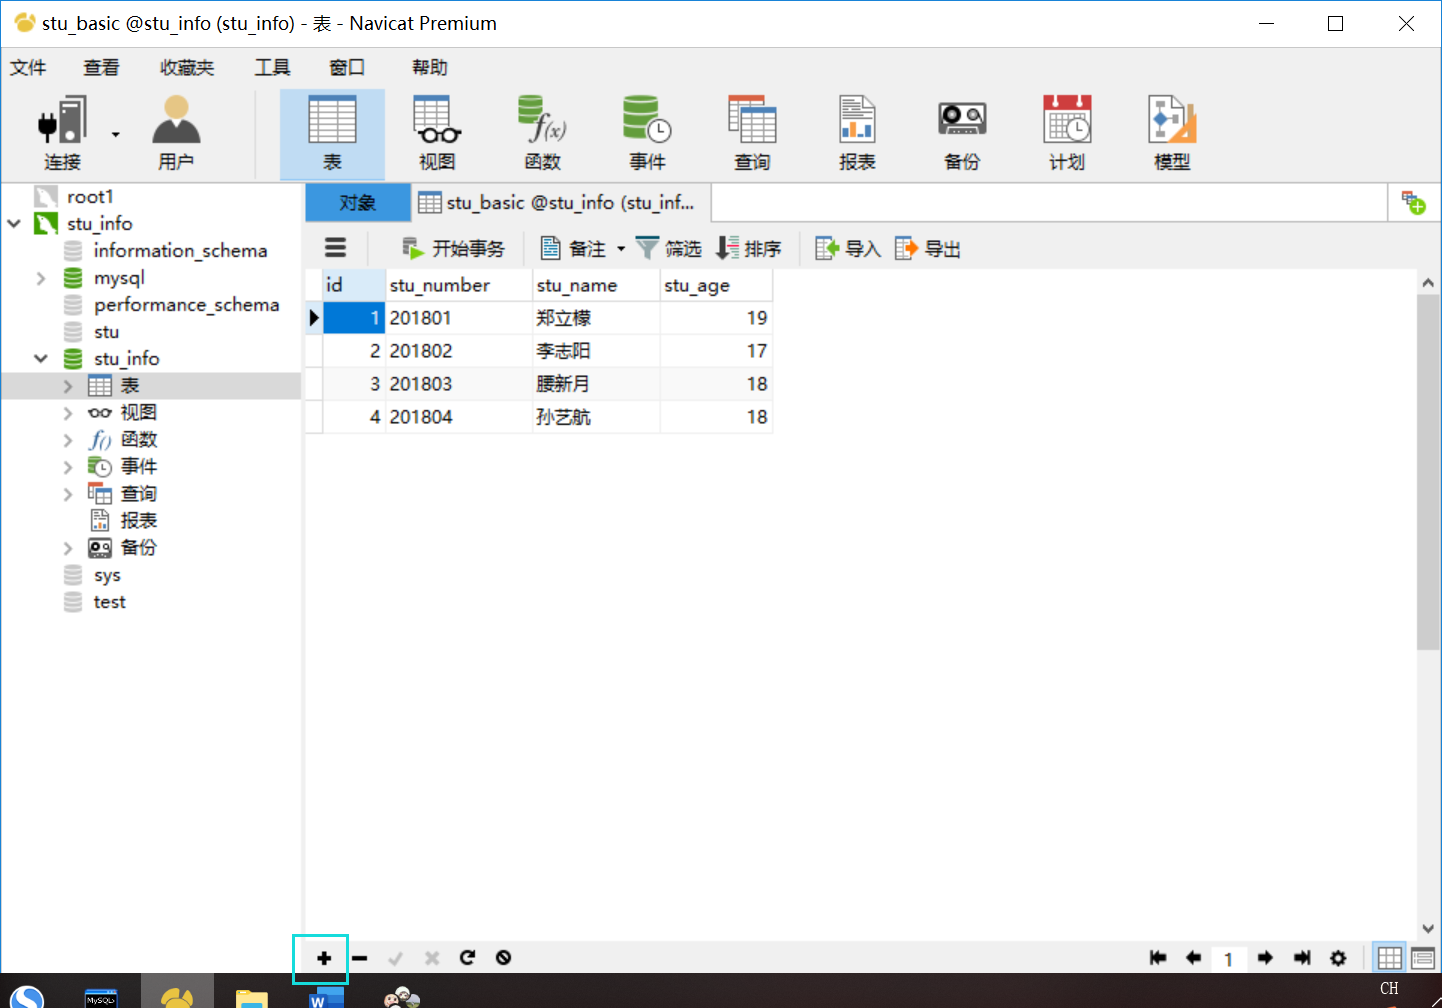 stu_basic @stu_info (stu_info) - 表 - Navicat Premium
文件 查看 收藏夹 工具 窗口 帮助
连接 用户 表 视图 函数 事件 查询 报表 备份 计划 模型
root1
stu_info
information_schema
mysql
performance_schema
stu
stu_info
表
视图
函数
事件
查询
报表
备份
sys
test
对象 stu_basic @stu_info (stu_inf...
开始事务 备注 筛选 排序 导入 导出
id stu_number stu_name stu_age
1 201801 郑立檬 19
2 201802 李志阳 17
3 201803 腰新月 18
4 201804 孙艺航 18
1
MySQL
W
CH